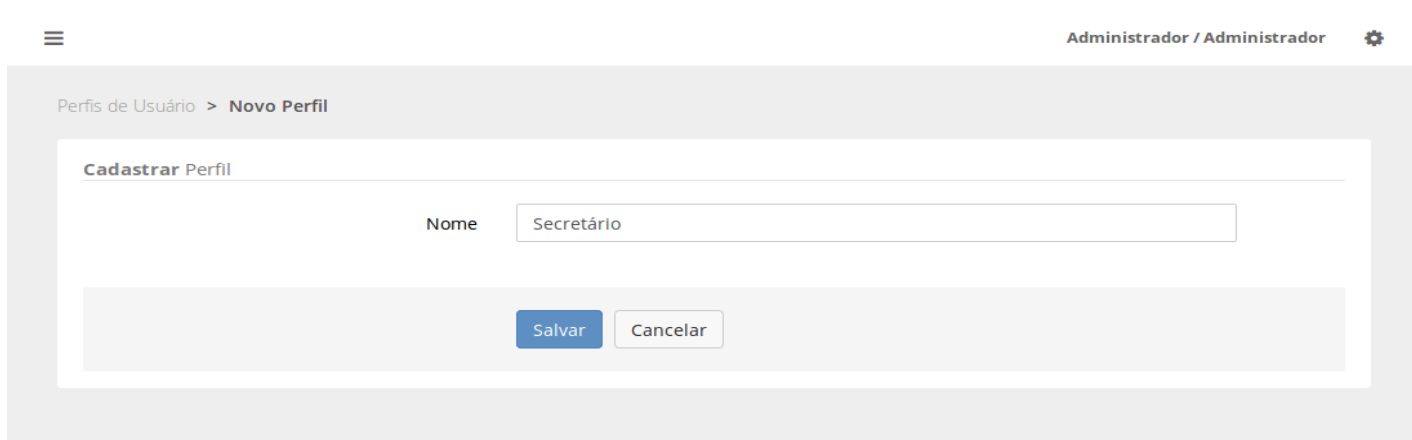 Administrador / Administrador
Perfis de Usuário > Novo Perfil
Cadastrar Perfil
Nome Secretário
Salvar Cancelar